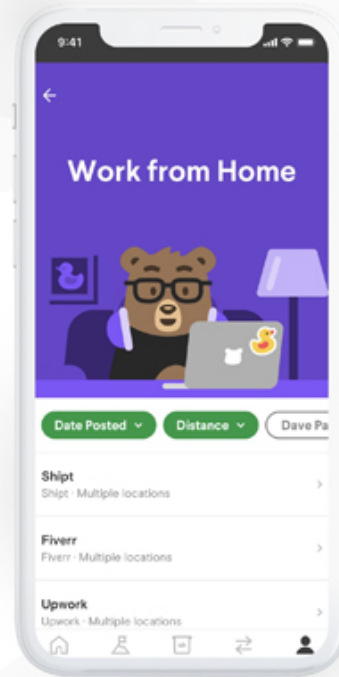 9:41
Work from Home
Date Posted
Distance
Dave Pa
Shipt
Shipt · Multiple locations
Fiverr
Fiverr · Multiple locations
Upwork
Upwork · Multiple locations